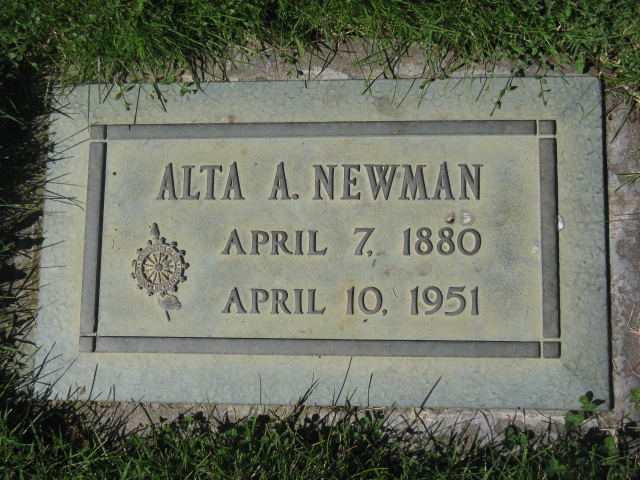 ALTA A. NEWMAN
APRIL 7, 1880
APRIL 10, 1951